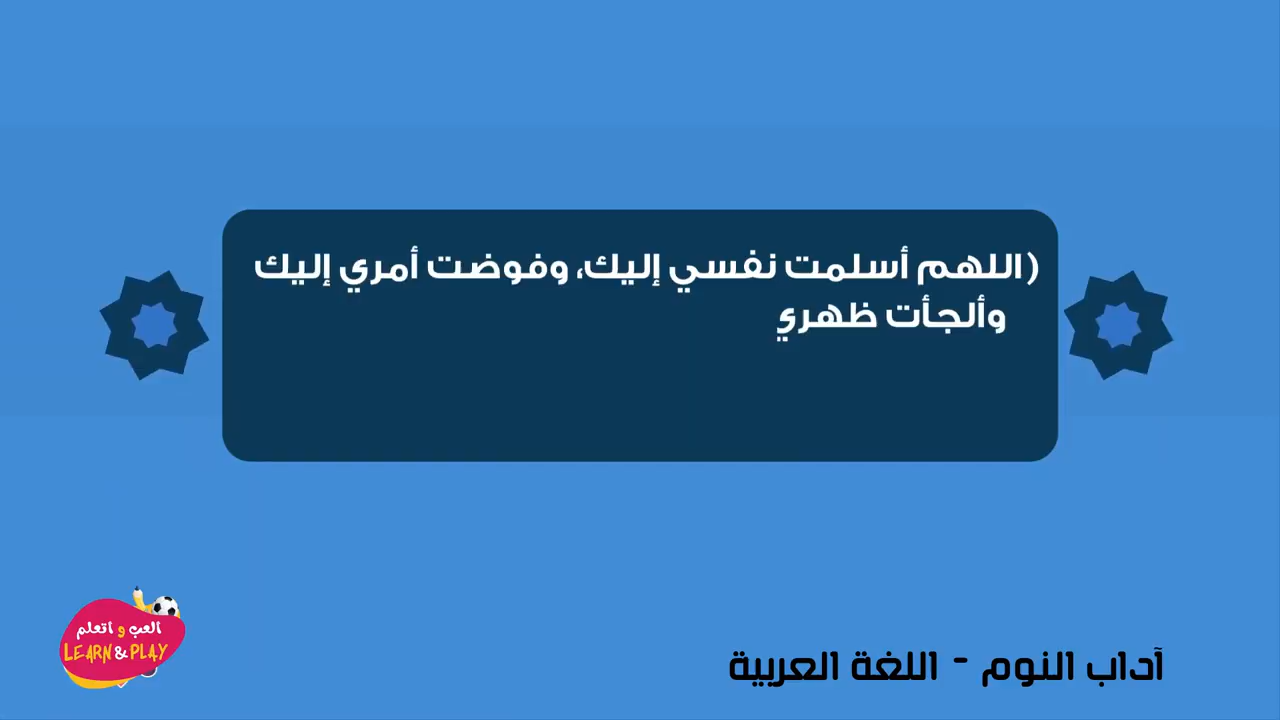 (اللهم أسلمت نفسي إليك، وفوضت أمري إليك
وألجأت ظهري
العب و اتعلم
LEARN & PLAY
آداب النوم - اللغة العربية